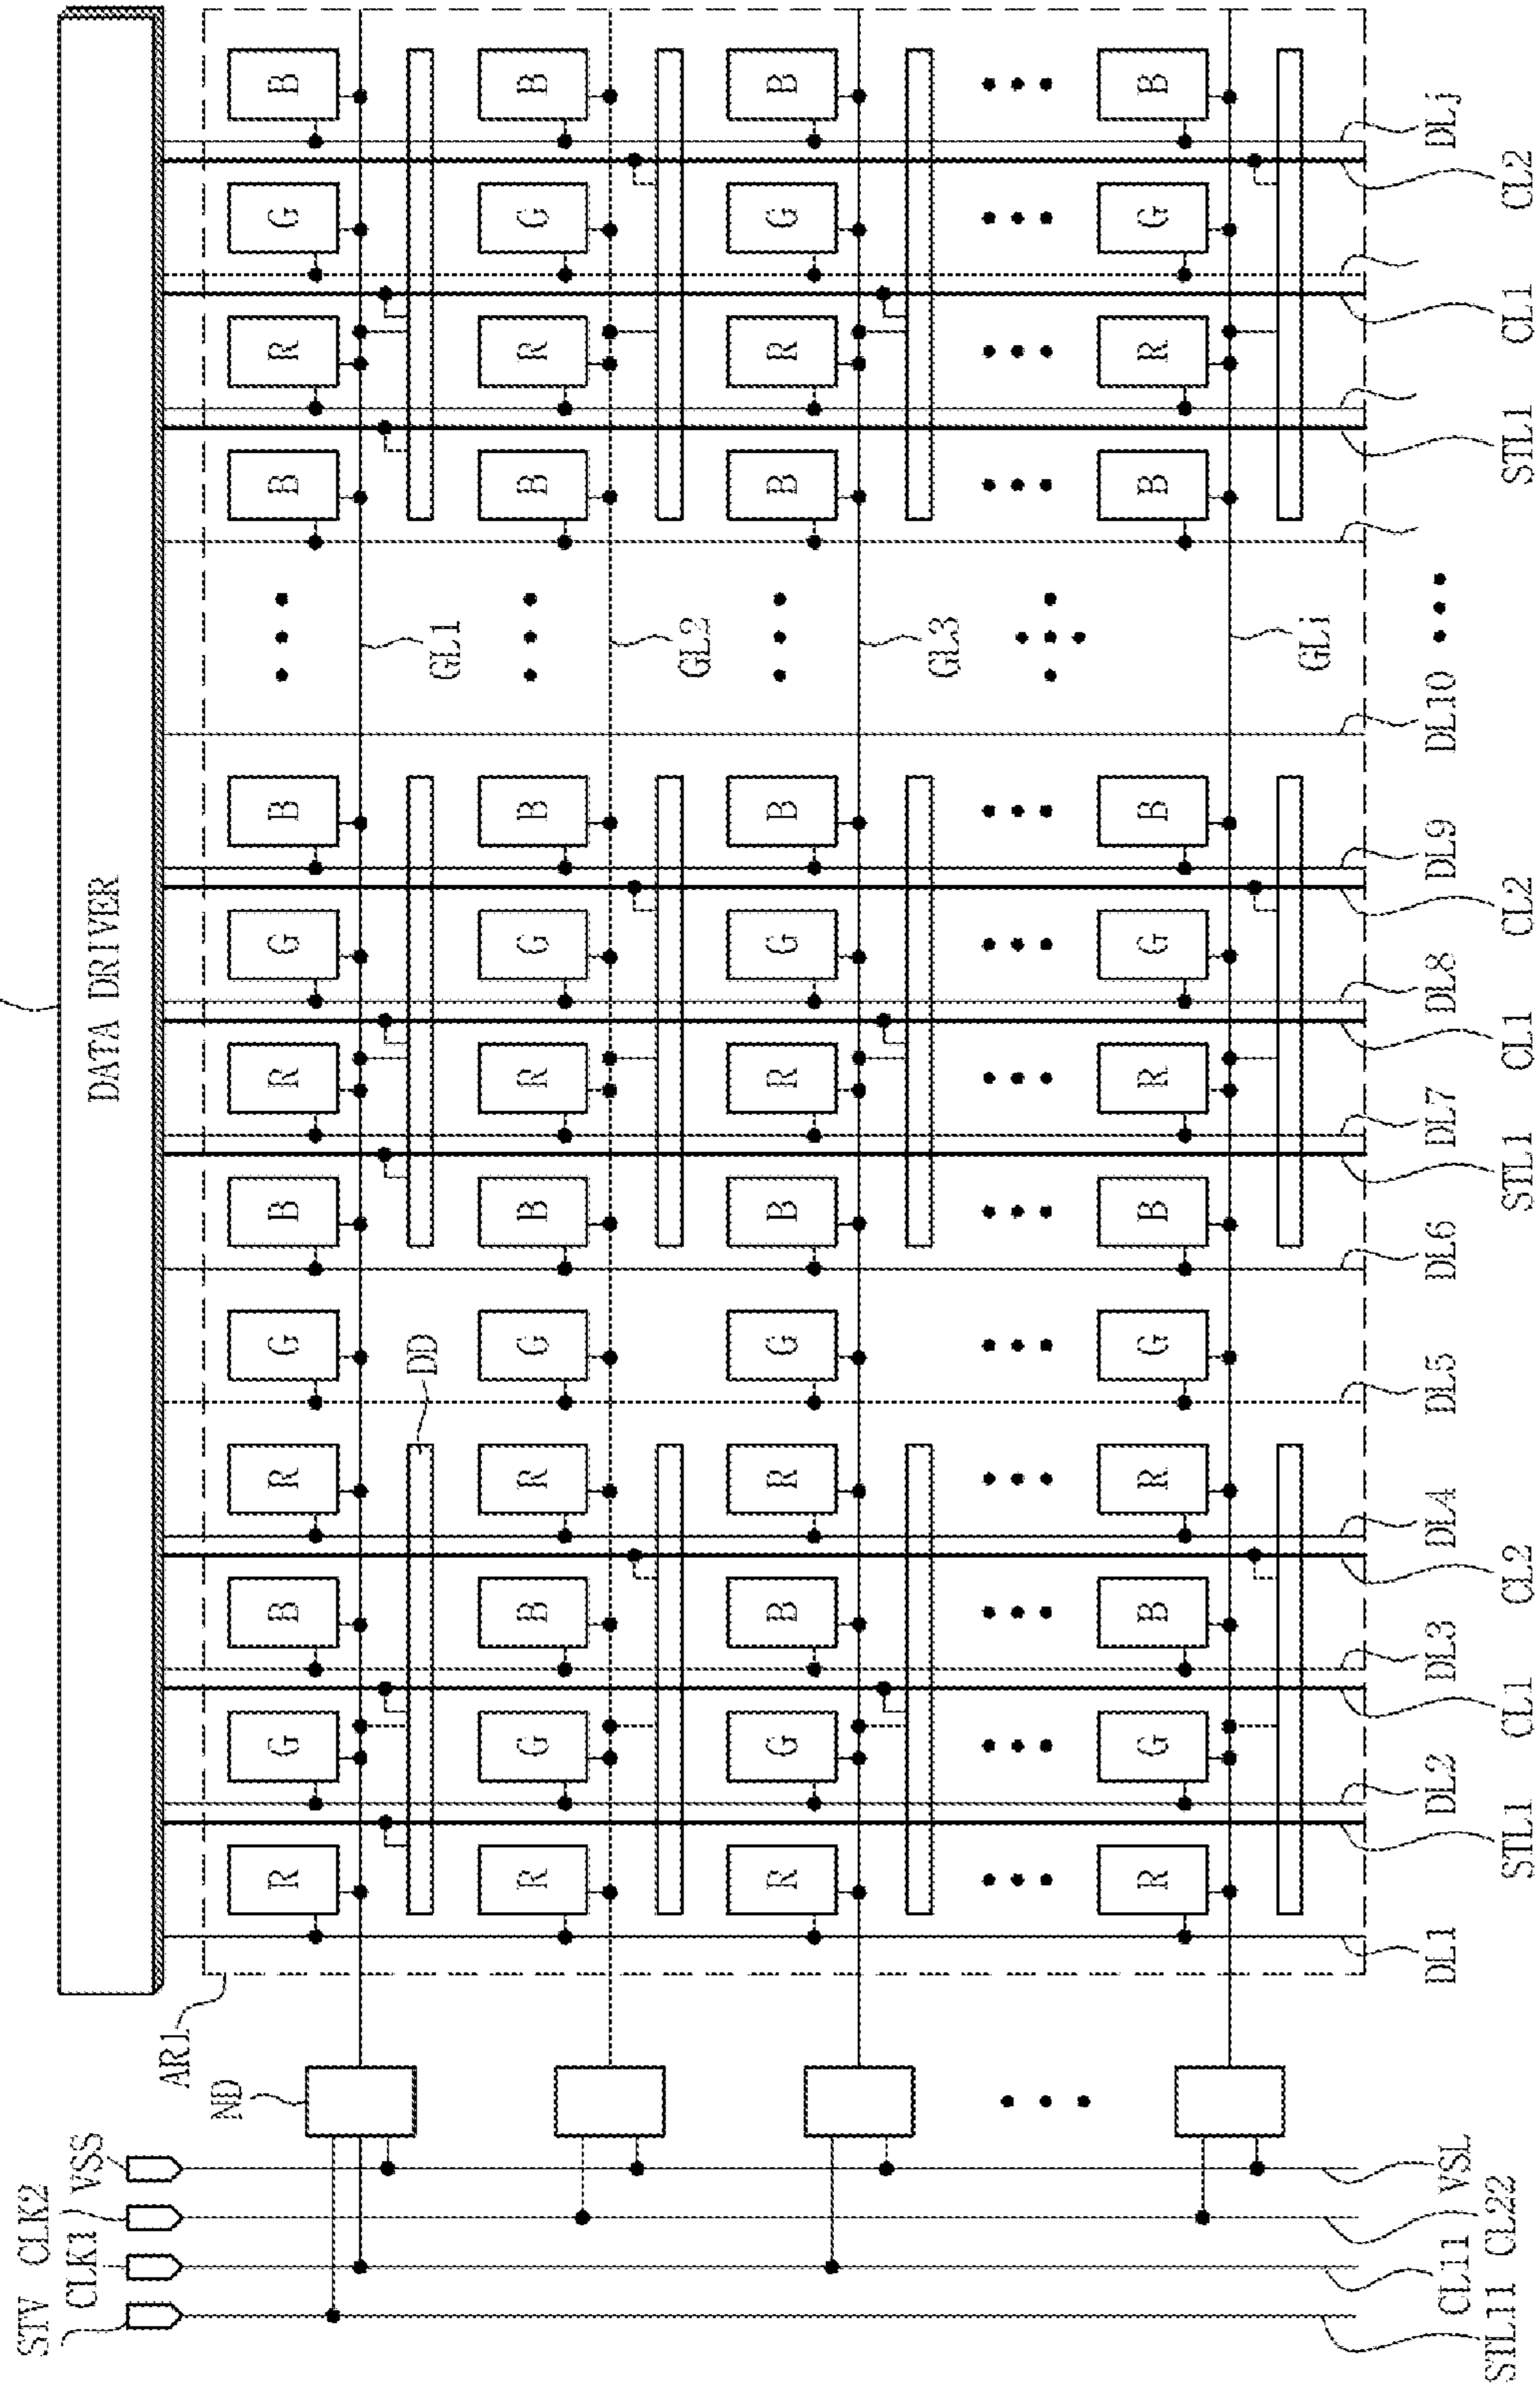 STV CLK2
CLK1 VSS
DATA DRIVER
AR1
ND
R G B R G B R G B ••• B R G B
DD
GL1
R G B R G B R G B ••• B R G B
GL2
R G B R G B R G B ••• B R G B
GL3
R G B R G B R G B B R G B
GLi
CL11 VSL DL1 DL2 DL3 DL4 DL5 DL6 DL7 DL8 DL9 DL10 ••• DLj
STL11 CL22 STL1 CL1 CL2 STL1 CL1 CL2 STL1 CL1 CL2